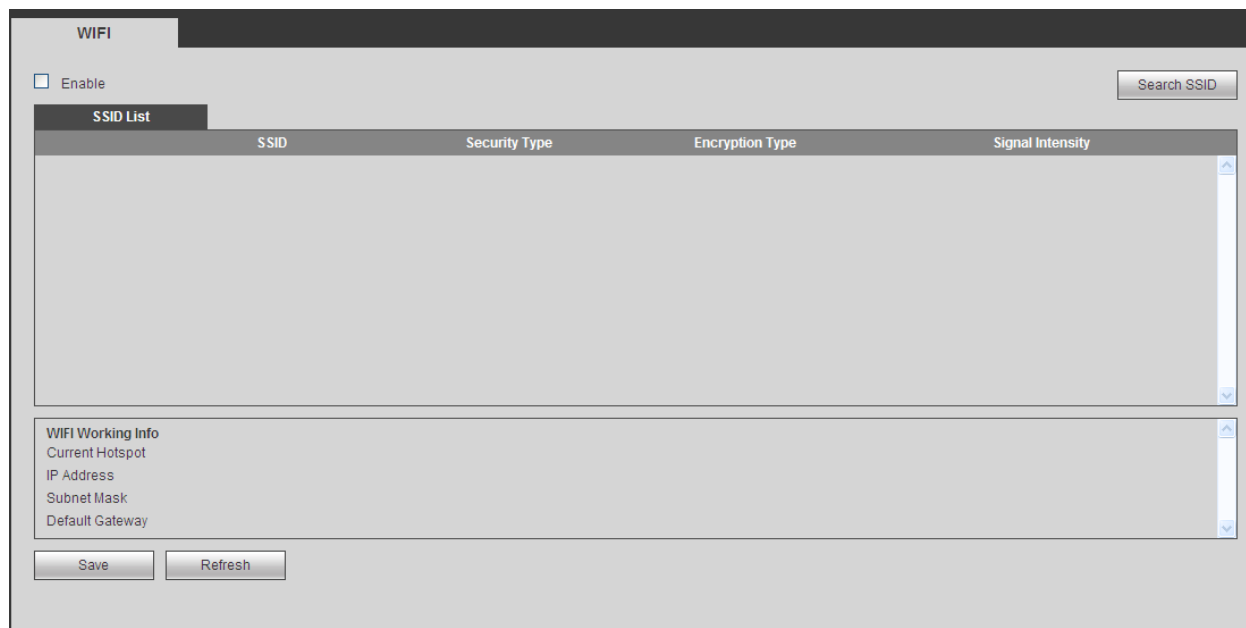 WIFI
Enable
Search SSID
SSID List
SSID Security Type Encryption Type Signal Intensity
WIFI Working Info
Current Hotspot
IP Address
Subnet Mask
Default Gateway
Save Refresh